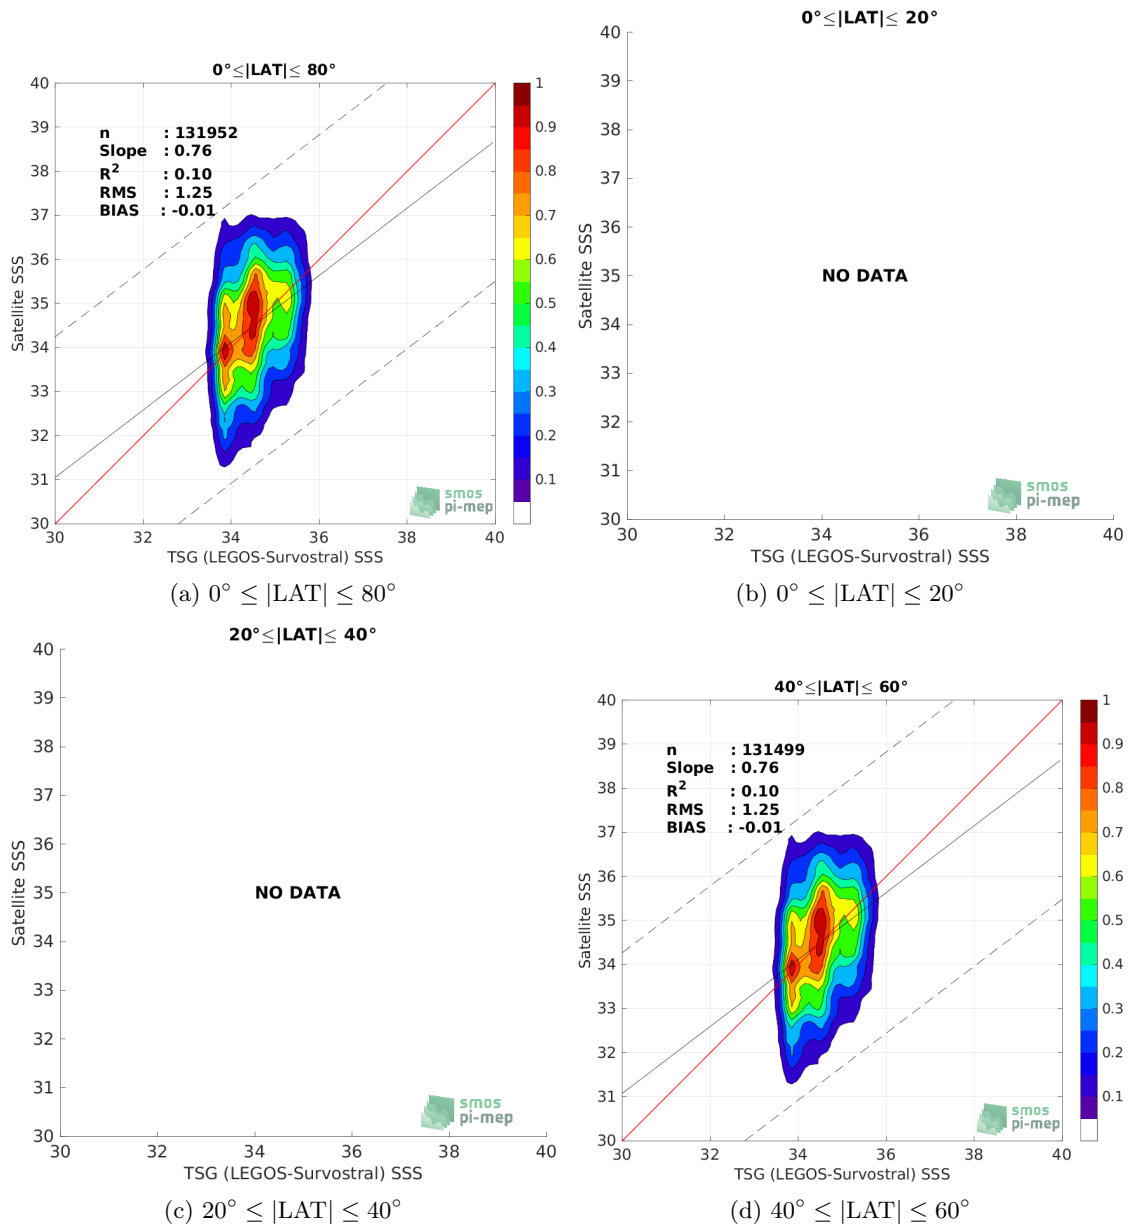 0°≤|LAT|≤ 80°
40
39
38
37
36
35
34
33
32
31
30
Satellite SSS
n : 131952
Slope : 0.76
R² : 0.10
RMS : 1.25
BIAS : -0.01
smos
pi-mep
30 32 34 36 38 40
TSG (LEGOS-Survostral) SSS
1
0.9
0.8
0.7
0.6
0.5
0.4
0.3
0.2
0.1
(a) 0° ≤ |LAT| ≤ 80°
0°≤|LAT|≤ 20°
40
39
38
37
36
35
34
33
32
31
30
Satellite SSS
NO DATA
smos
pi-mep
30 32 34 36 38 40
TSG (LEGOS-Survostral) SSS
(b) 0° ≤ |LAT| ≤ 20°
20°≤|LAT|≤ 40°
40
39
38
37
36
35
34
33
32
31
30
Satellite SSS
NO DATA
smos
pi-mep
30 32 34 36 38 40
TSG (LEGOS-Survostral) SSS
(c) 20° ≤ |LAT| ≤ 40°
40°≤|LAT|≤ 60°
40
39
38
37
36
35
34
33
32
31
30
Satellite SSS
n : 131499
Slope : 0.76
R² : 0.10
RMS : 1.25
BIAS : -0.01
smos
pi-mep
30 32 34 36 38 40
TSG (LEGOS-Survostral) SSS
1
0.9
0.8
0.7
0.6
0.5
0.4
0.3
0.2
0.1
(d) 40° ≤ |LAT| ≤ 60°